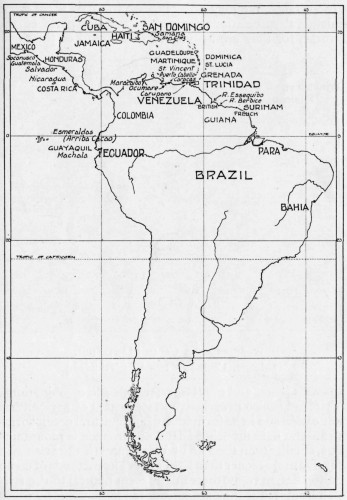 TROPIC OF CANCER
CUBA
SAN DOMINGO
HAITI
Samana
JAMAICA
MEXICO
Soconusco
Guatemala
HONDURAS
Salvador
Nicaragua
COSTA RICA
GUADELOUPE
MARTINIQUE
DOMINICA
ST. LUCIA
St Vincent
GRENADA
Puerto Cabello
Caracas
TRINIDAD
Maracaibo
Ocumare
Carupano
VENEZUELA
R. Essequibo
R. Berbice
BRITISH
SURINAM
FRENCH
GUIANA
COLOMBIA
Esmeraldas
(Arriba Cacao)
EQUATOR
GUAYAQUIL
ECUADOR
Machala
PARA
BRAZIL
BAHIA
TROPIC OF CAPRICORN